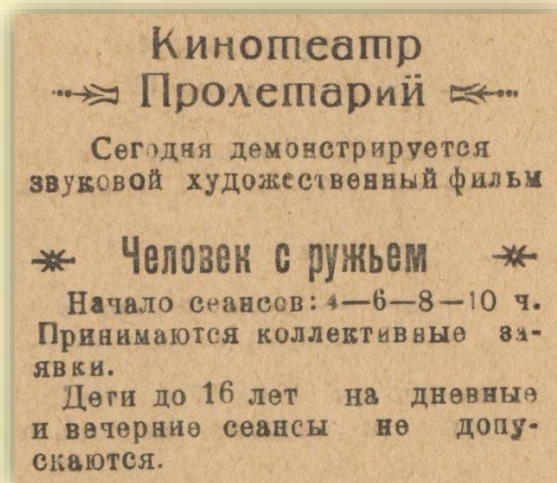 Кинотеатр
Пролетарий
Сегодня демонстрируется
звуковой художественный фильм
Человек с ружьем
Начало сеансов: 4—6—8—10 ч.
Принимаются коллективные за-
явки.
Дети до 16 лет на дневные
и вечерние сеансы не допу-
скаются.